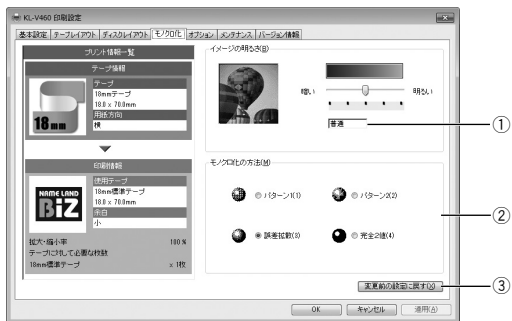 KL-V460 印刷設定
基本設定 テープレイアウト ディスクレイアウト モノクロ化 オプション メンテナンス バージョン情報
プリント情報一覧
テープ情報
テープ
18mmテープ
18.0 x 70.0mm
用紙方向
横
18mm
印刷情報
使用テープ
18mm標準テープ
18.0 x 70.0mm
余白
小
NAME LAND
BiZ
拡大・縮小率 100 %
テープに対して必要な枚数
18mm標準テープ × 1枚
イメージの明るさ(B)
暗い 明るい
普通
モノクロ化の方法(M)
パターン1(1) パターン2(2)
誤差拡散(3) 完全2値(4)
変更前の設定に戻す(X)
OK キャンセル 適用(A)
①
②
③